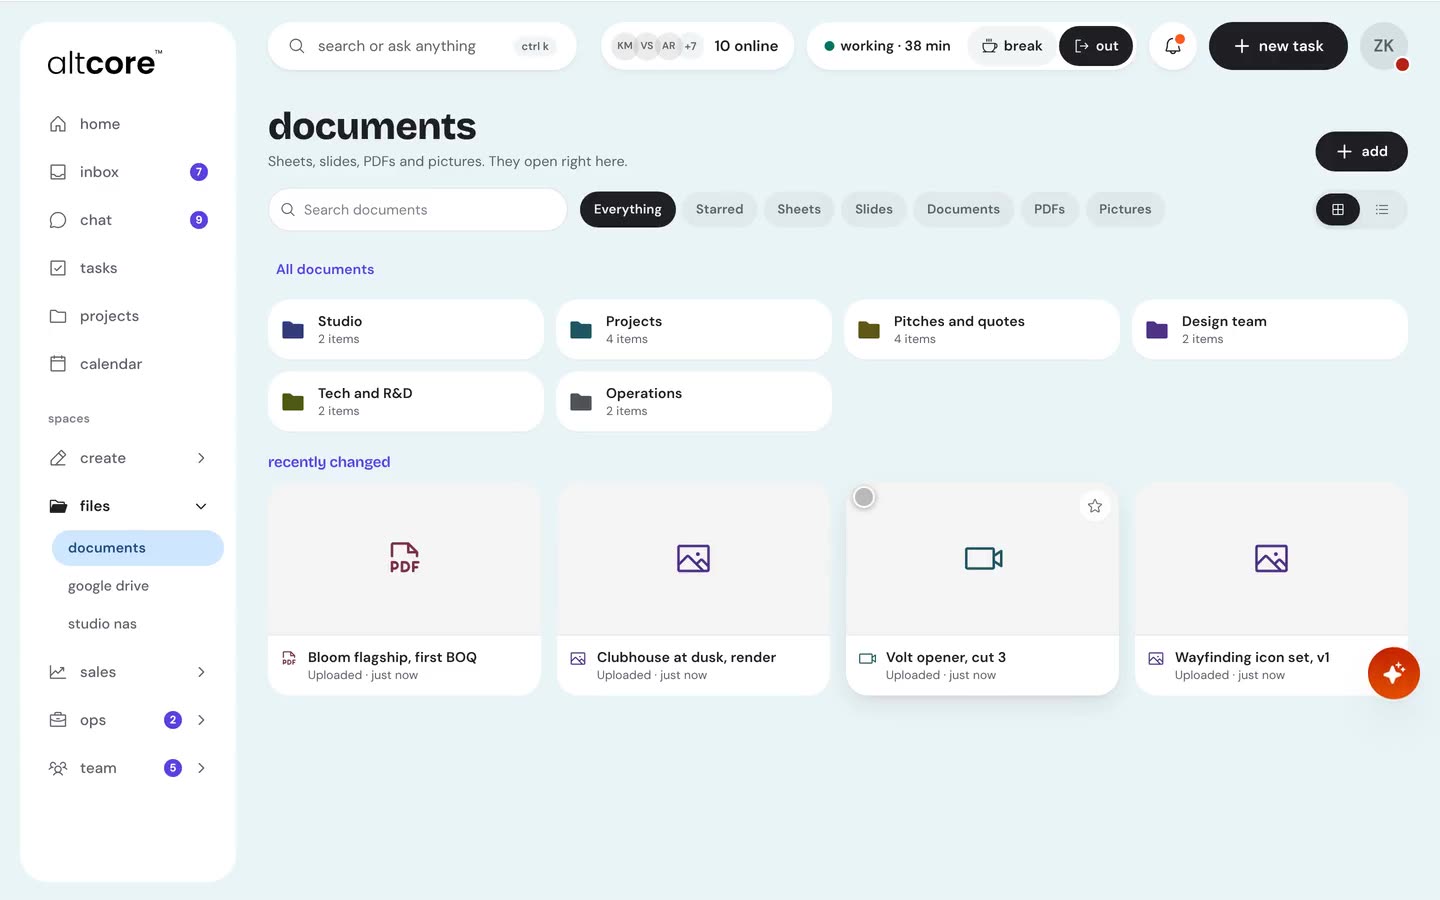 altcore™
search or ask anything
ctrl k
KM VS AR +7 10 online
working · 38 min
break
out
new task
ZK
home
inbox 7
chat 9
tasks
projects
calendar
spaces
create
files
documents
google drive
studio nas
sales
ops 2
team 5
documents
Sheets, slides, PDFs and pictures. They open right here.
add
Search documents
Everything
Starred
Sheets
Slides
Documents
PDFs
Pictures
All documents
Studio
2 items
Projects
4 items
Pitches and quotes
4 items
Design team
2 items
Tech and R&D
2 items
Operations
2 items
recently changed
PDF
PDF
Bloom flagship, first BOQ
Uploaded · just now
Clubhouse at dusk, render
Uploaded · just now
Volt opener, cut 3
Uploaded · just now
Wayfinding icon set, v1
Uploaded · just now